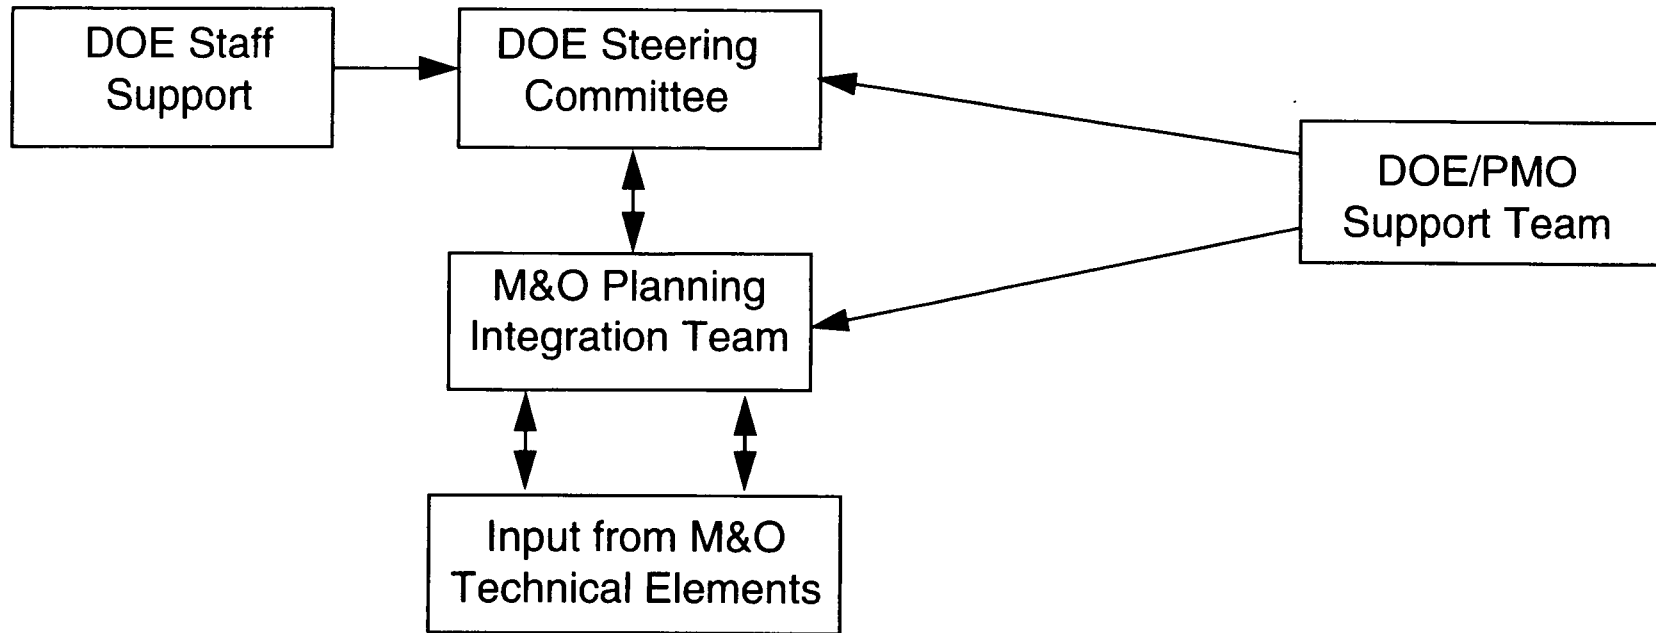 DOE Staff
Support
DOE Steering
Committee
DOE/PMO
Support Team
M&O Planning
Integration Team
Input from M&O
Technical Elements